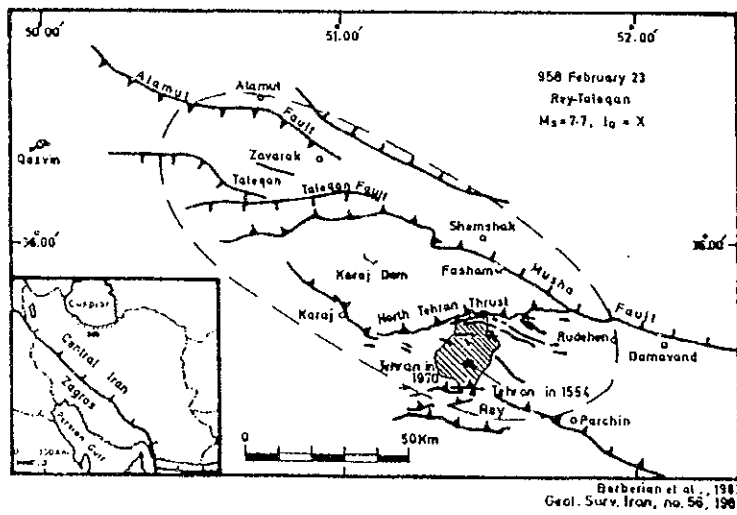 50°.00'
51°.00'
52°.00'
958 February 23
Rey-Taleqan
Ms=7·7, I₀ = X
Alamut
Alamut
Fault
Qazvin
Zavarak
Taleqan
Taleqan Fault
Shemshak
36°.00'
36°.00'
Fasham
Musha
Fault
Karaj Dam
Karaj
North Tehran Thrust
Rudehen
Damavand
Tehran in
1970
Tehran in 1554
Rey
Parchin
Caspian
Central Iran
Zagros
Persian Gulf
0
50Km
Berberian et al., 198
Geol. Surv. Iran, no. 56, 198